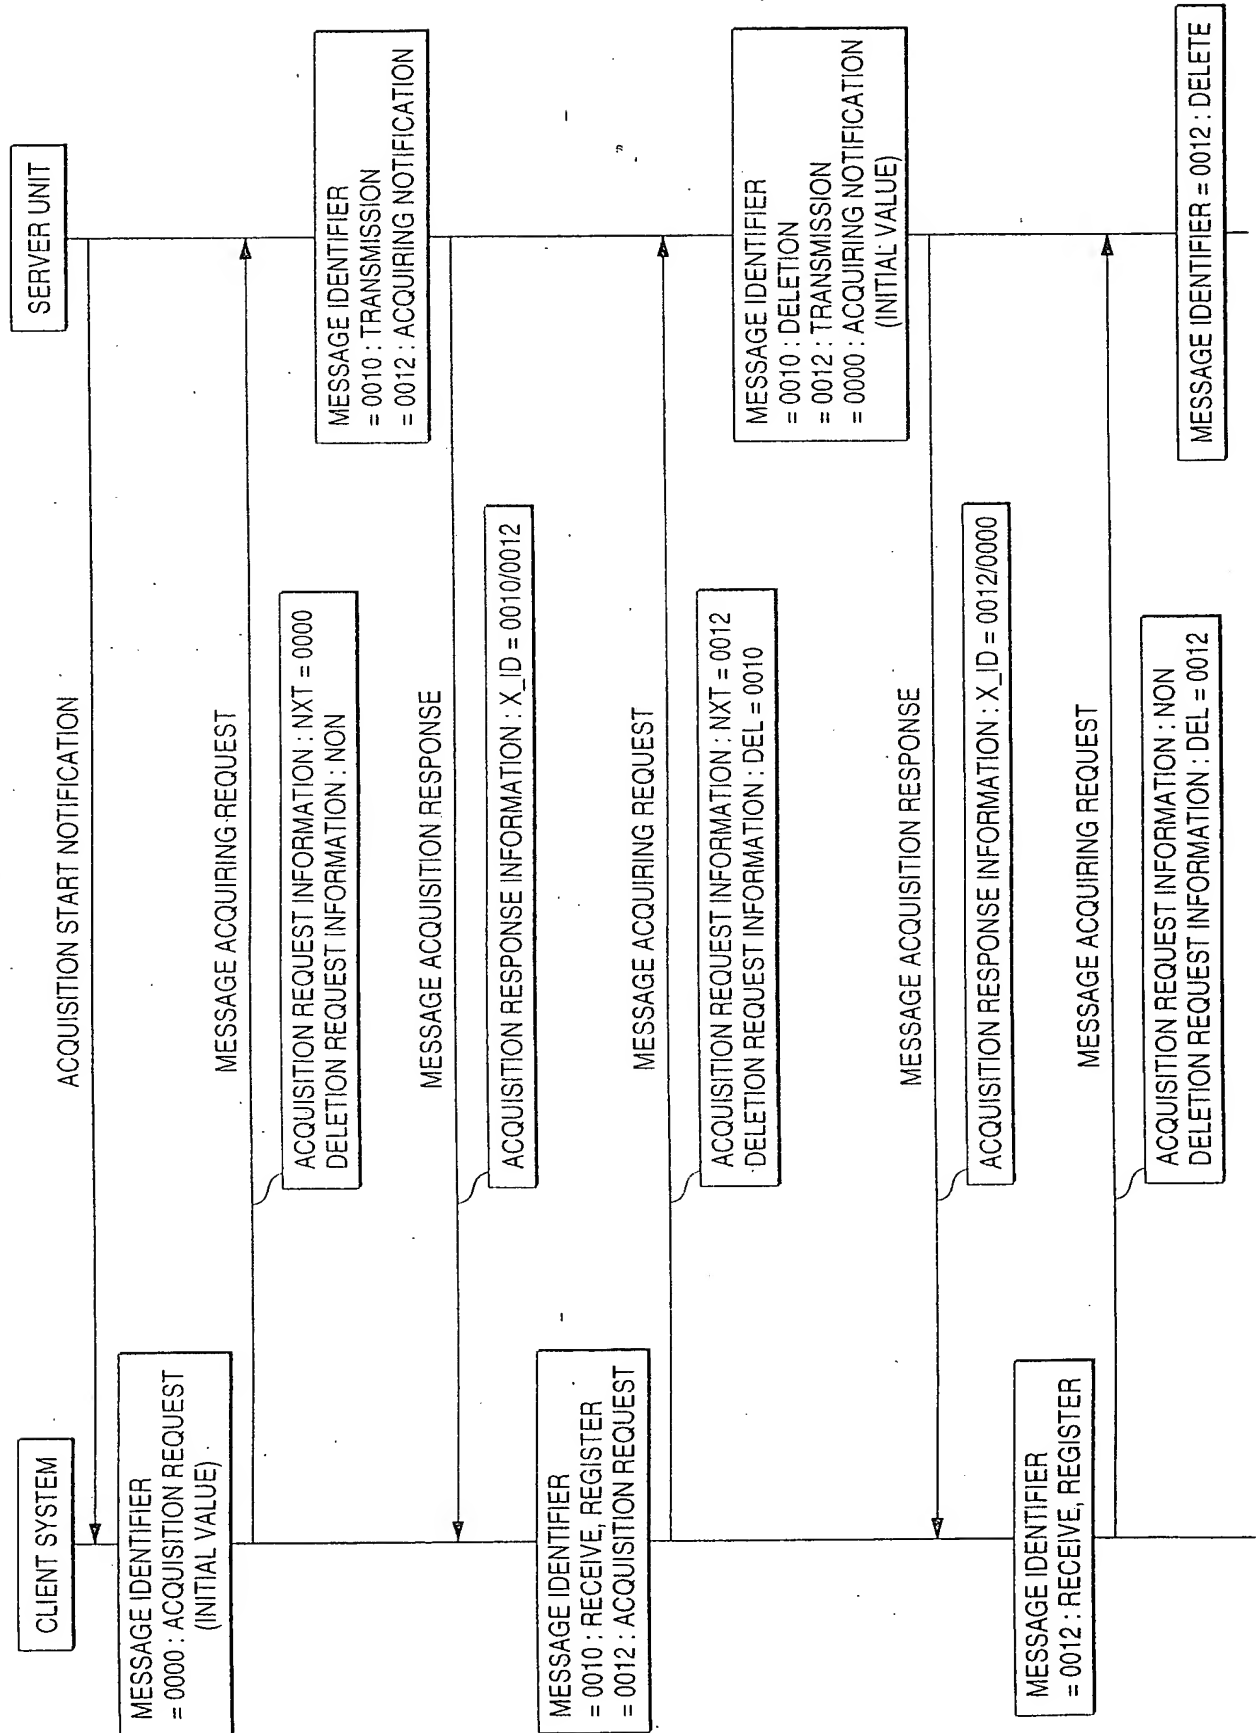 CLIENT SYSTEM
SERVER UNIT
ACQUISITION START NOTIFICATION
MESSAGE IDENTIFIER
= 0000 : ACQUISITION REQUEST
(INITIAL VALUE)
MESSAGE ACQUIRING REQUEST
ACQUISITION REQUEST INFORMATION : NXT = 0000
DELETION REQUEST INFORMATION : NON
MESSAGE IDENTIFIER
= 0010 : TRANSMISSION
= 0012 : ACQUIRING NOTIFICATION
MESSAGE ACQUISITION RESPONSE
ACQUISITION RESPONSE INFORMATION : X_ID = 0010/0012
MESSAGE IDENTIFIER
= 0010 : RECEIVE, REGISTER
= 0012 : ACQUISITION REQUEST
MESSAGE ACQUIRING REQUEST
ACQUISITION REQUEST INFORMATION : NXT = 0012
DELETION REQUEST INFORMATION : DEL = 0010
MESSAGE IDENTIFIER
= 0010 : DELETION
= 0012 : TRANSMISSION
= 0000 : ACQUIRING NOTIFICATION
(INITIAL VALUE)
MESSAGE ACQUISITION RESPONSE
ACQUISITION RESPONSE INFORMATION : X_ID = 0012/0000
MESSAGE IDENTIFIER
= 0012 : RECEIVE, REGISTER
MESSAGE ACQUIRING REQUEST
ACQUISITION REQUEST INFORMATION : NON
DELETION REQUEST INFORMATION : DEL = 0012
MESSAGE IDENTIFIER = 0012 : DELETE